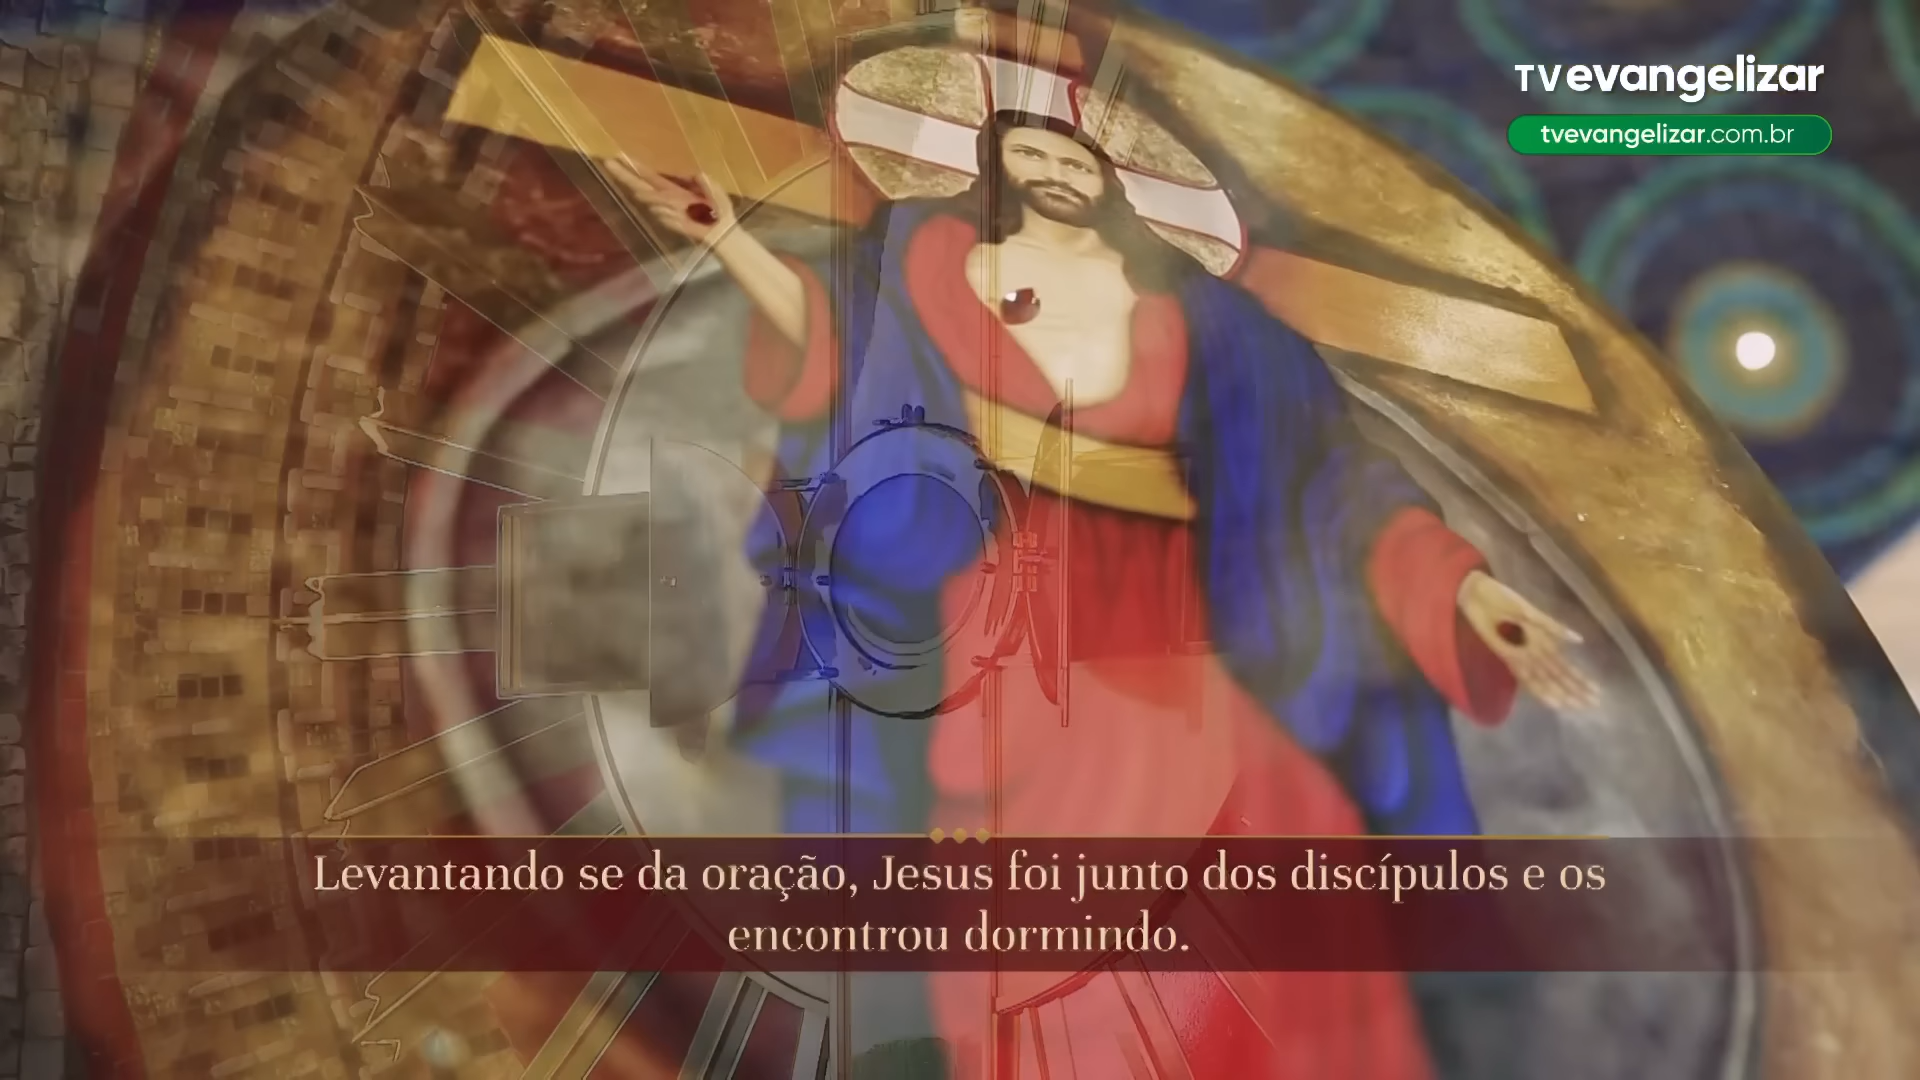 TVevangelizar
tvevangelizar.com.br
Levantando se da oração, Jesus foi junto dos discípulos e os
encontrou dormindo.